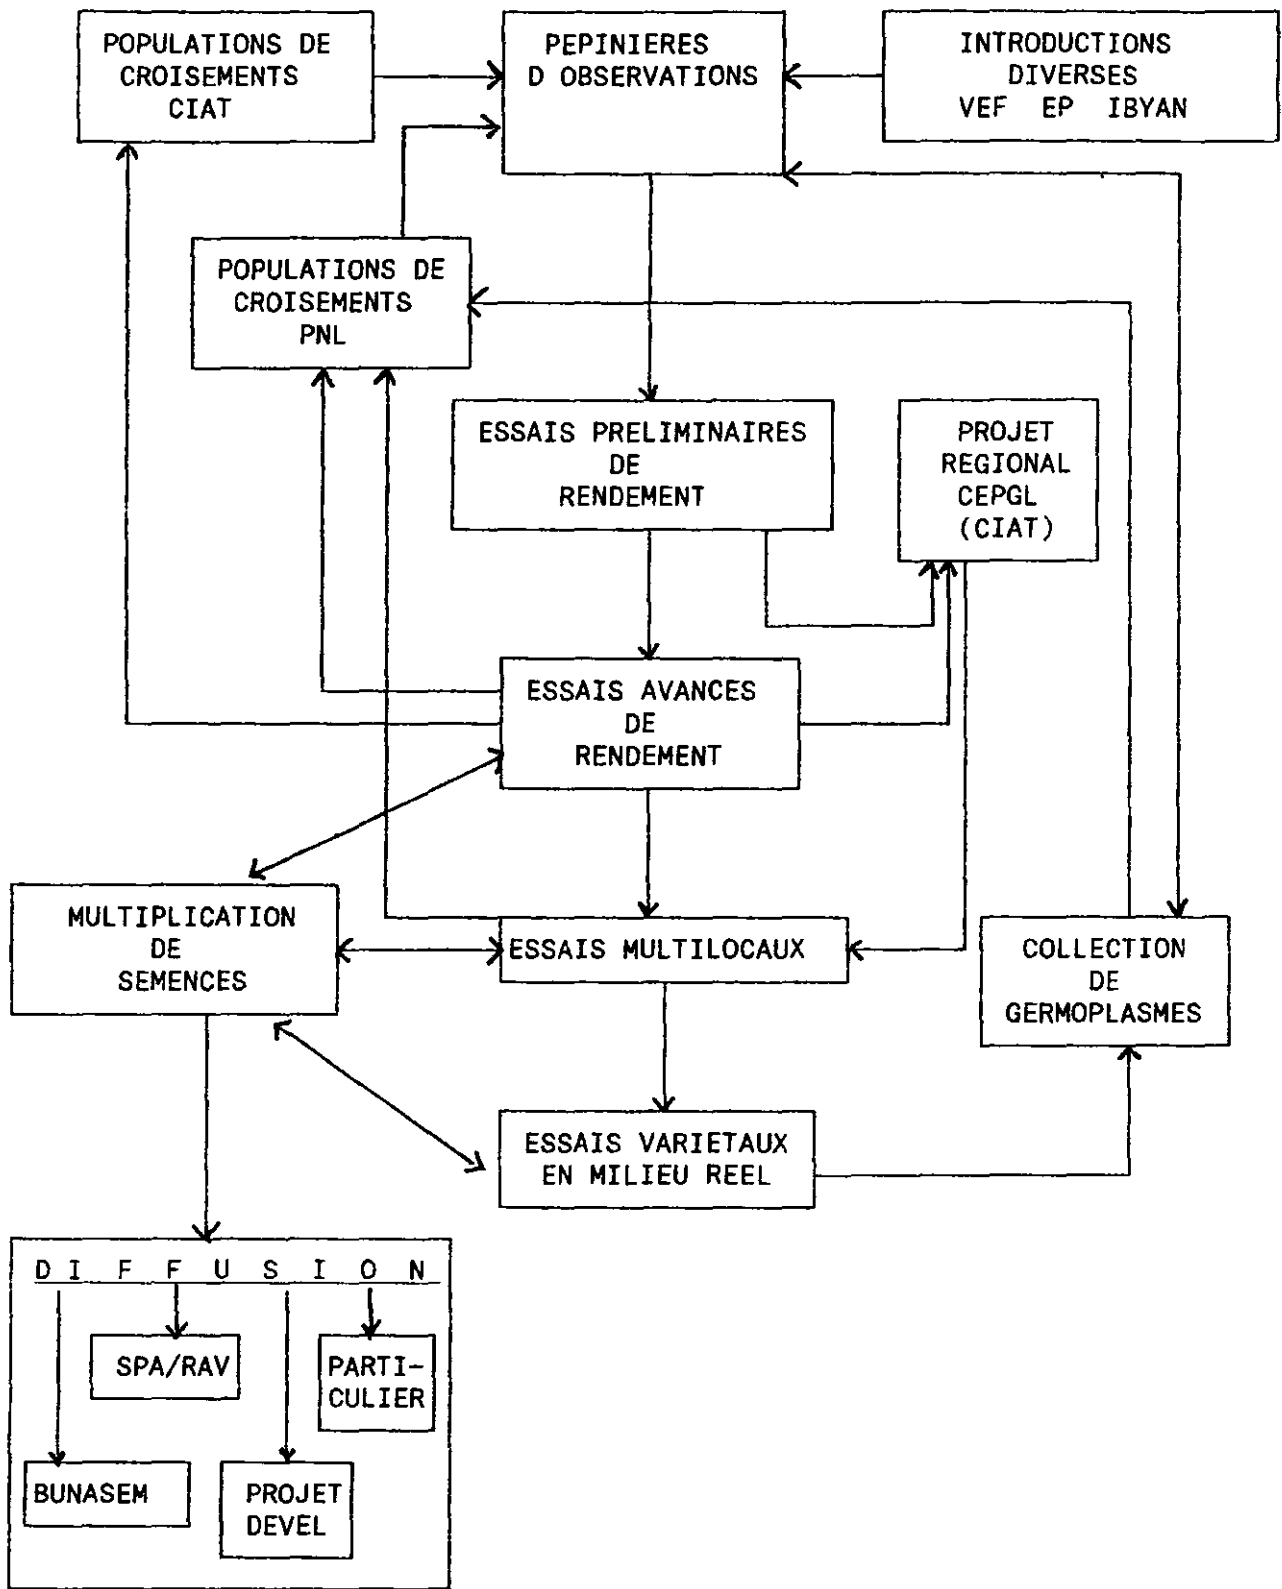 POPULATIONS DE
CROISEMENTS
CIAT
PEPINIERES
D OBSERVATIONS
INTRODUCTIONS
DIVERSES
VEF EP IBYAN
POPULATIONS DE
CROISEMENTS
PNL
ESSAIS PRELIMINAIRES
DE
RENDEMENT
PROJET
REGIONAL
CEPGL
(CIAT)
ESSAIS AVANCES
DE
RENDEMENT
MULTIPLICATION
DE
SEMENCES
ESSAIS MULTILOCAUX
COLLECTION
DE
GERMOPLASMES
ESSAIS VARIETAUX
EN MILIEU REEL
D I F F U S I O N
SPA/RAV
PARTI-
CULIER
BUNASEM
PROJET
DEVEL